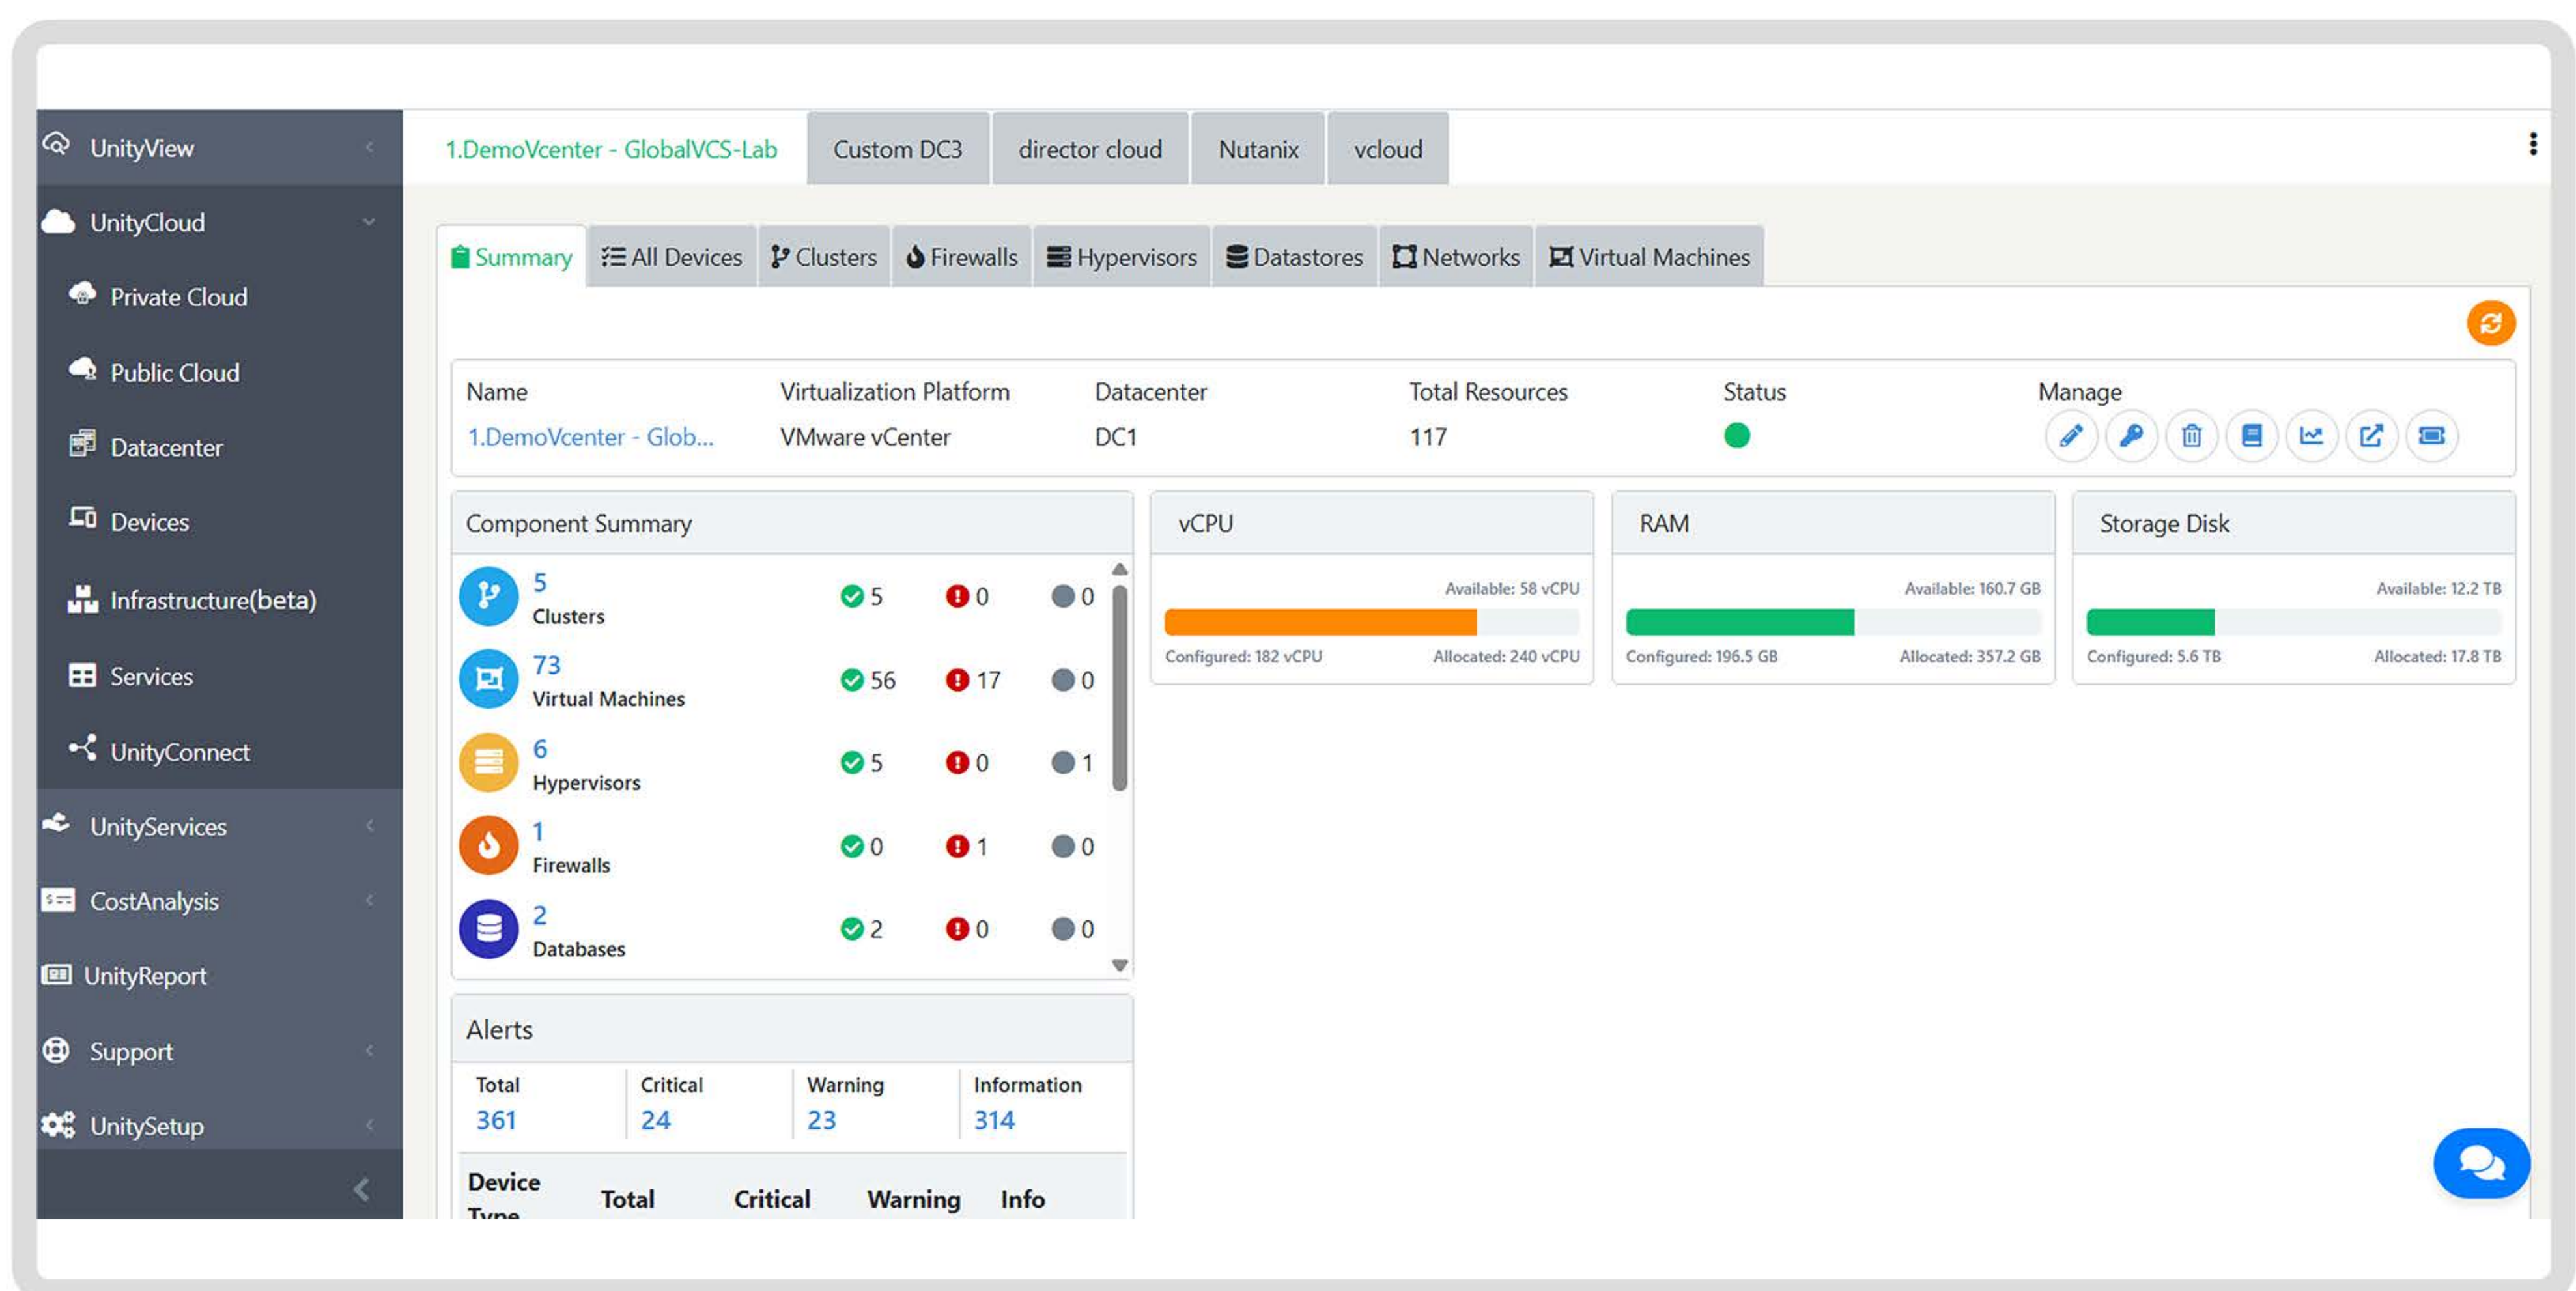 UnityView
UnityCloud
Private Cloud
Public Cloud
Datacenter
Devices
Infrastructure(beta)
Services
UnityConnect
UnityServices
CostAnalysis
UnityReport
Support
UnitySetup
1.DemoVcenter - GlobalVCS-Lab Custom DC3 director cloud Nutanix vcloud
Summary All Devices Clusters Firewalls Hypervisors Datastores Networks Virtual Machines
Name Virtualization Platform Datacenter Total Resources Status Manage
1.DemoVcenter - Glob... VMware vCenter DC1 117
Component Summary
5 5 0 0
Clusters
73 56 17 0
Virtual Machines
6 5 0 1
Hypervisors
1 0 1 0
Firewalls
2 2 0 0
Databases
vCPU
Available: 58 vCPU
Configured: 182 vCPU Allocated: 240 vCPU
RAM
Available: 160.7 GB
Configured: 196.5 GB Allocated: 357.2 GB
Storage Disk
Available: 12.2 TB
Configured: 5.6 TB Allocated: 17.8 TB
Alerts
Total Critical Warning Information
361 24 23 314
Device Type Total Critical Warning Info